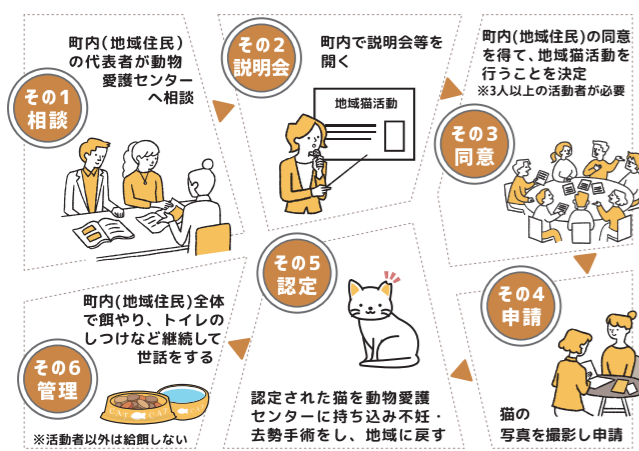 その1
相談
町内(地域住民)
の代表者が動物
愛護センター
へ相談
その2
説明会
町内で説明会等を
開く
地域猫活動
その3
同意
町内(地域住民)の同意
を得て、地域猫活動を
行うことを決定
※3人以上の活動者が必要
その4
申請
猫の
写真を撮影し申請
その5
認定
認定された猫を動物愛護
センターに持ち込み不妊・
去勢手術をし、地域に戻す
その6
管理
町内(地域住民)全体
で餌やり、トイレの
しつけなど継続して
世話をする
CAT
CAT
※活動者以外は給餌しない